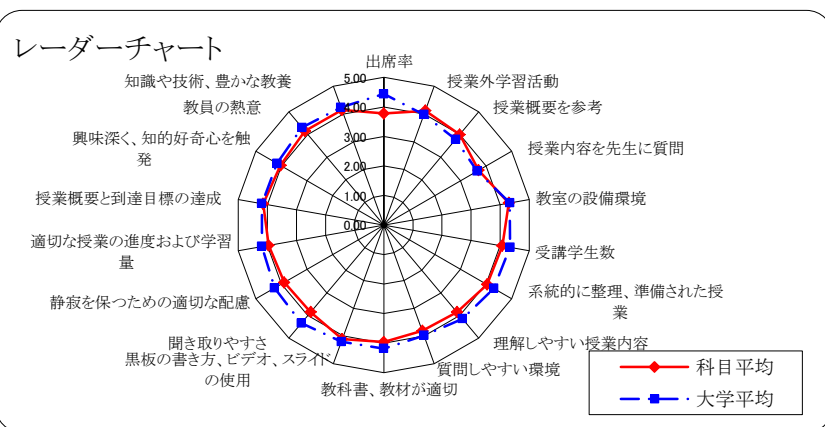 レーダーチャート
出席率
授業外学習活動
授業概要を参考
授業内容を先生に質問
教室の設備環境
受講学生数
系統的に整理、準備された授
業
理解しやすい授業内容
質問しやすい環境
教科書、教材が適切
黒板の書き方、ビデオ、スライド
の使用
聞き取りやすさ
静寂を保つための適切な配慮
適切な授業の進度および学習
量
授業概要と到達目標の達成
興味深く、知的好奇心を触
発
教員の熱意
知識や技術、豊かな教養
5.00
4.00
3.00
2.00
1.00
0.00
科目平均
大学平均